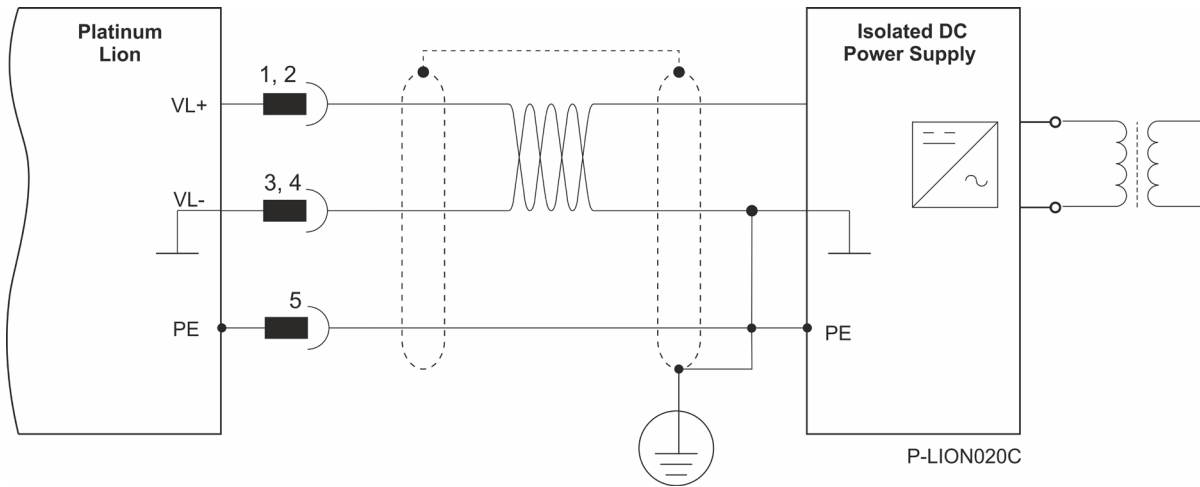 Platinum
Lion
Isolated DC
Power Supply
1, 2
VL+
3, 4
VL-
5
PE
PE
P-LION020C